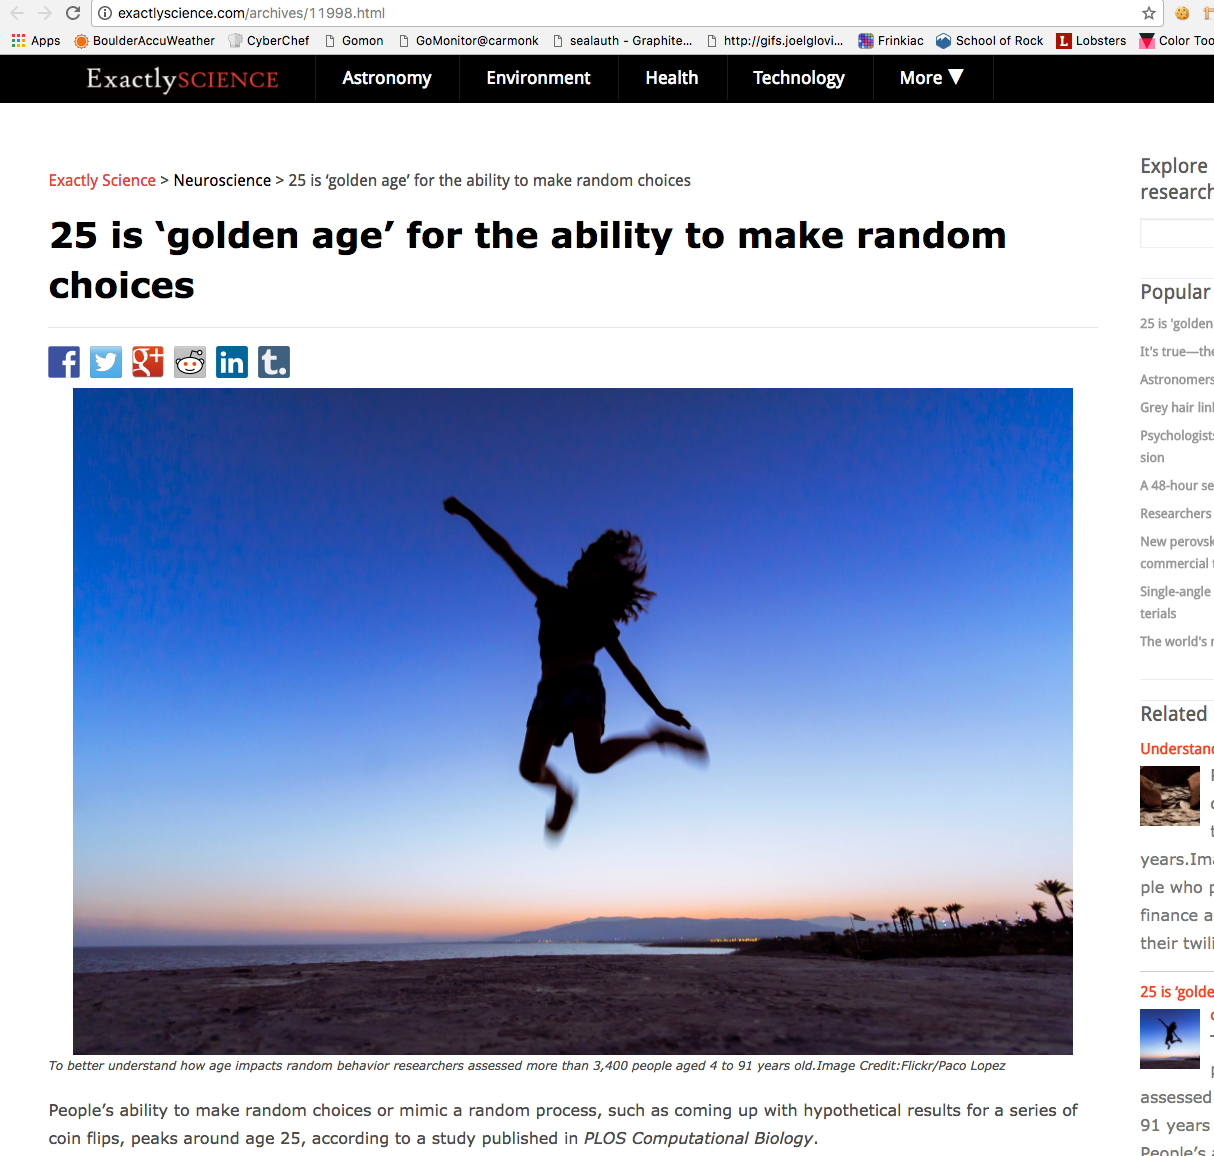 exactlyscience.com/archives/11998.html
Apps BoulderAccuWeather CyberChef Gomon GoMonitor@carmonk sealauth - Graphite... http://gifs.joelglovi... Frinkiac School of Rock Lobsters Color Too
ExactlySCIENCE Astronomy Environment Health Technology More ▼
Exactly Science > Neuroscience > 25 is ‘golden age’ for the ability to make random choices
25 is ‘golden age’ for the ability to make random
choices
To better understand how age impacts random behavior researchers assessed more than 3,400 people aged 4 to 91 years old.Image Credit:Flickr/Paco Lopez
People’s ability to make random choices or mimic a random process, such as coming up with hypothetical results for a series of
coin flips, peaks around age 25, according to a study published in PLOS Computational Biology.
Explore
research
Popular
25 is 'golden
It's true—the
Astronomers
Grey hair lin
Psychologists
sion
A 48-hour se
Researchers
New perovsk
commercial t
Single-angle
terials
The world's
Related
Understand
years.Ima
ple who p
finance a
their twili
25 is ‘golde
assessed
91 years
People’s a